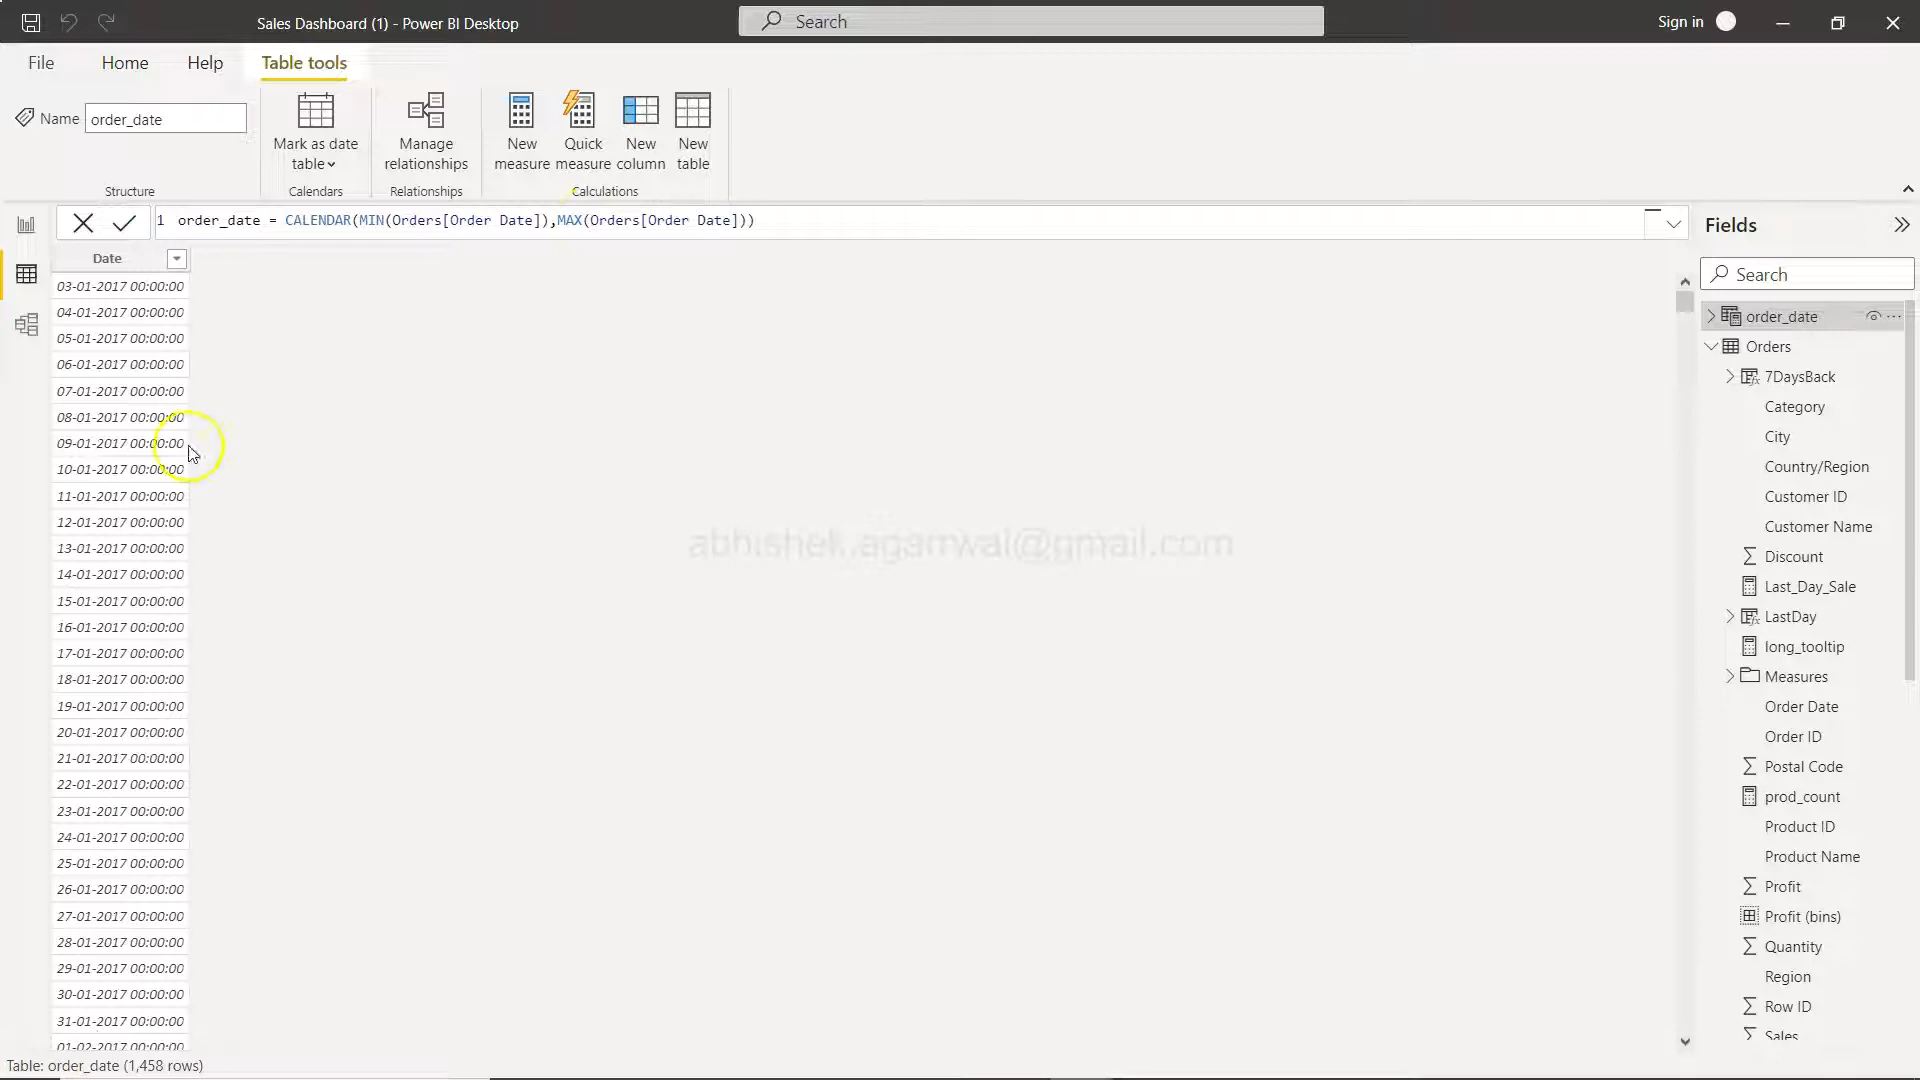 Sales Dashboard (1) - Power BI Desktop
Search
Sign in
File
Home
Help
Table tools
Name
order_date
Mark as date table
Manage relationships
New measure
Quick measure
New column
New table
Structure
Calendars
Relationships
Calculations
1 order_date = CALENDAR(MIN(Orders[Order Date]),MAX(Orders[Order Date]))
Date
03-01-2017 00:00:00
04-01-2017 00:00:00
05-01-2017 00:00:00
06-01-2017 00:00:00
07-01-2017 00:00:00
08-01-2017 00:00:00
09-01-2017 00:00:00
10-01-2017 00:00:00
11-01-2017 00:00:00
12-01-2017 00:00:00
13-01-2017 00:00:00
14-01-2017 00:00:00
15-01-2017 00:00:00
16-01-2017 00:00:00
17-01-2017 00:00:00
18-01-2017 00:00:00
19-01-2017 00:00:00
20-01-2017 00:00:00
21-01-2017 00:00:00
22-01-2017 00:00:00
23-01-2017 00:00:00
24-01-2017 00:00:00
25-01-2017 00:00:00
26-01-2017 00:00:00
27-01-2017 00:00:00
28-01-2017 00:00:00
29-01-2017 00:00:00
30-01-2017 00:00:00
31-01-2017 00:00:00
01-02-2017 00:00:00
abhishek.agarrwal@gmail.com
Fields
Search
order_date
Orders
7DaysBack
Category
City
Country/Region
Customer ID
Customer Name
Discount
Last_Day_Sale
LastDay
long_tooltip
Measures
Order Date
Order ID
Postal Code
prod_count
Product ID
Product Name
Profit
Profit (bins)
Quantity
Region
Row ID
Sales
Table: order_date (1,458 rows)